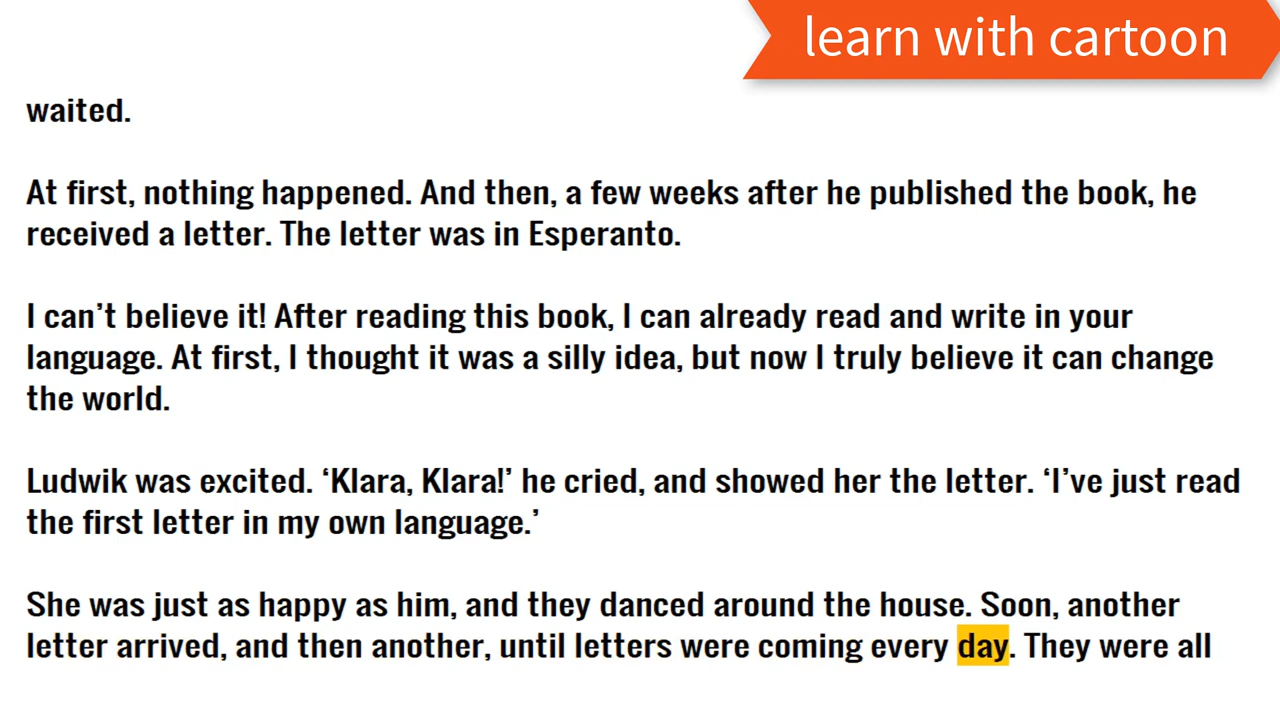 learn with cartoon
waited.
At first, nothing happened. And then, a few weeks after he published the book, he
received a letter. The letter was in Esperanto.
I can’t believe it! After reading this book, I can already read and write in your
language. At first, I thought it was a silly idea, but now I truly believe it can change
the world.
Ludwik was excited. ‘Klara, Klara!’ he cried, and showed her the letter. ‘I’ve just read
the first letter in my own language.’
She was just as happy as him, and they danced around the house. Soon, another
letter arrived, and then another, until letters were coming every day. They were all